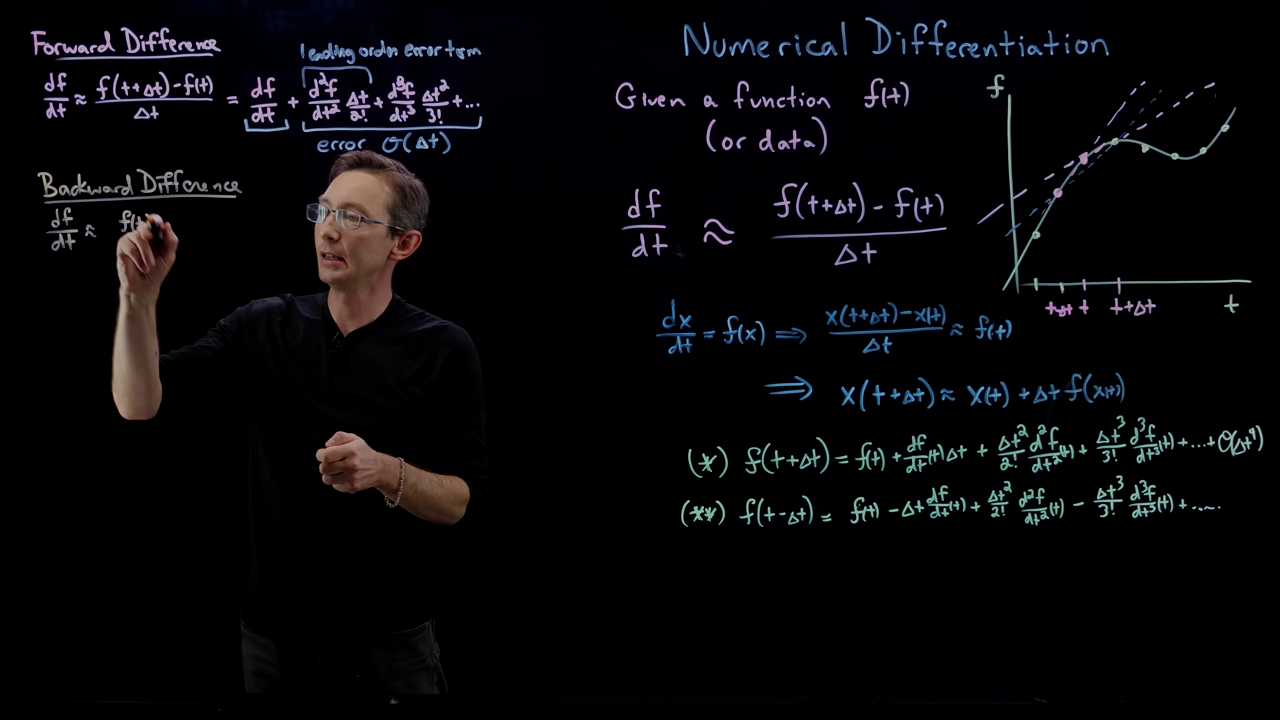 Forward Difference
leading order error term
df/dt ≈ f(t+Δt)-f(t)/Δt = df/dt + d²f/dt² Δt/2! + d³f/dt³ Δt²/3! + ...
error O(Δt)
Backward Difference
df/dt ≈ f(t
Numerical Differentiation
Given a function f(t)
(or data)
df/dt ≈ f(t+Δt) - f(t)/Δt
f
t-Δt t t+Δt t
dx/dt = f(x) ⟹ x(t+Δt)-x(t)/Δt ≈ f(t)
⟹ x(t+Δt) ≈ x(t) + Δt f(x(t))
(*) f(t+Δt) = f(t) + df/dt(t)Δt + Δt²/2! d²f/dt²(t) + Δt³/3! d³f/dt³(t) + ... + O(Δt⁴)
(**) f(t-Δt) = f(t) - Δt df/dt(t) + Δt²/2! d²f/dt²(t) - Δt³/3! d³f/dt³(t) + ....